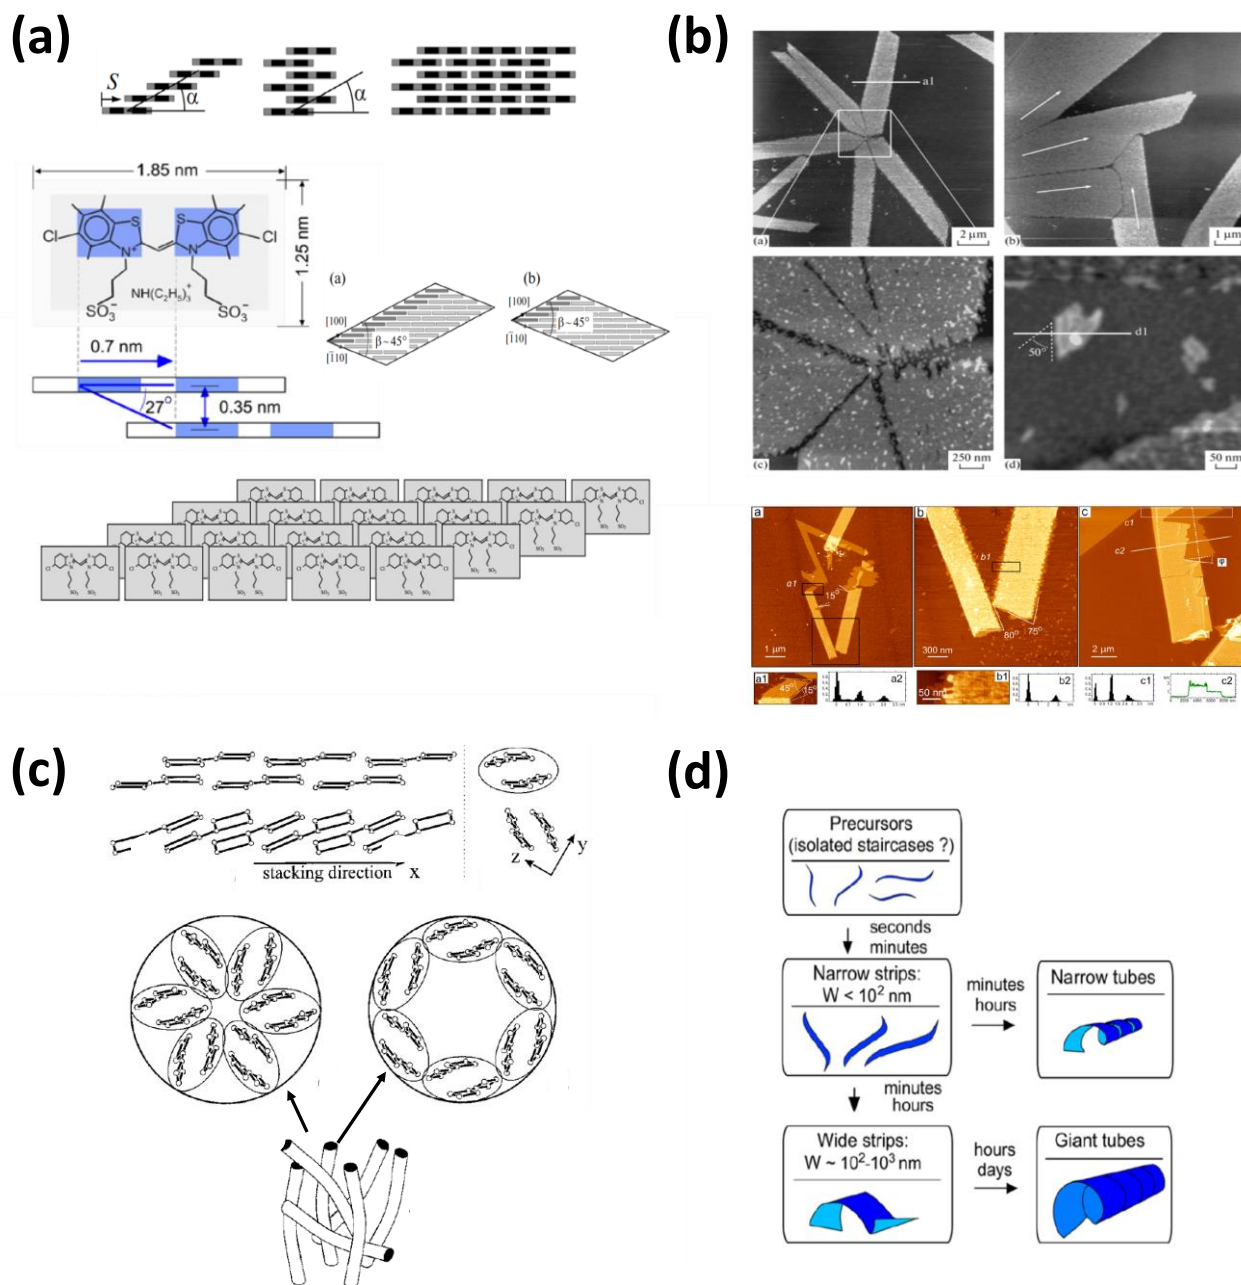 (a)
S
α
α
1.85 nm
1.25 nm
S
S
Cl
Cl
N+
N
SO3-
NH(C2H5)3+
SO3-
0.7 nm
27°
0.35 nm
(a)
[100]
β~45°
[1̄10]
(b)
[100]
β~45°
[1̄10]
(b)
a1
(a)
2 μm
(b)
1 μm
(c)
250 nm
d1
50°
(d)
50 nm
a
a1
15°
1 μm
b
b1
80°
75°
300 nm
c
c1
c2
φ
2 μm
a1
45°
15°
a2
50 nm
b1
b2
c1
c2
(c)
stacking direction
x
y
z
(d)
Precursors
(isolated staircases ?)
seconds
minutes
Narrow strips:
W < 10² nm
minutes
hours
Narrow tubes
minutes
hours
Wide strips:
W ~ 10²-10³ nm
hours
days
Giant tubes